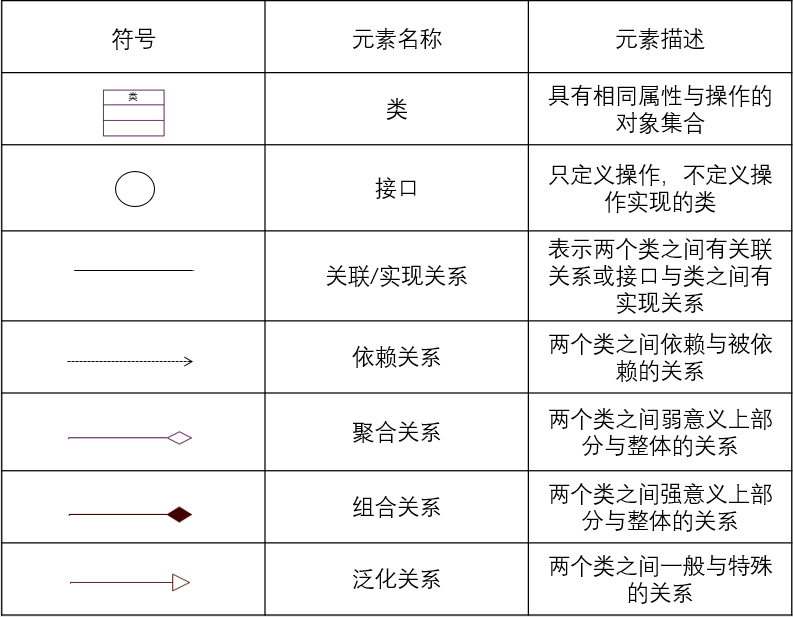 符号
元素名称
元素描述
类
类
具有相同属性与操作的
对象集合
接口
只定义操作，不定义操
作实现的类
关联/实现关系
表示两个类之间有关联
关系或接口与类之间有
实现关系
依赖关系
两个类之间依赖与被依
赖的关系
聚合关系
两个类之间弱意义上部
分与整体的关系
组合关系
两个类之间强意义上部
分与整体的关系
泛化关系
两个类之间一般与特殊
的关系